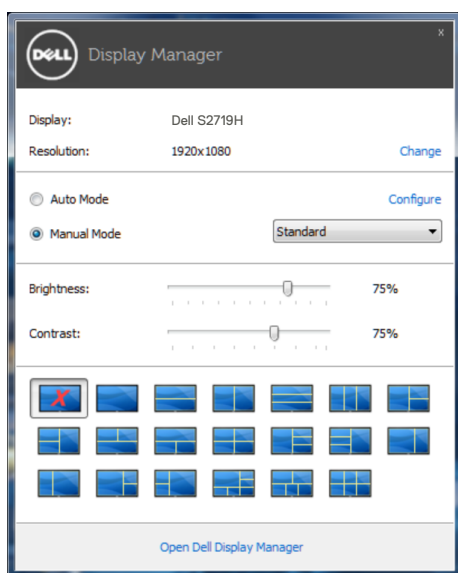 x
DELL Display Manager
Display: Dell S2719H
Resolution: 1920x1080 Change
Auto Mode Configure
Manual Mode Standard
Brightness: 75%
Contrast: 75%
Open Dell Display Manager